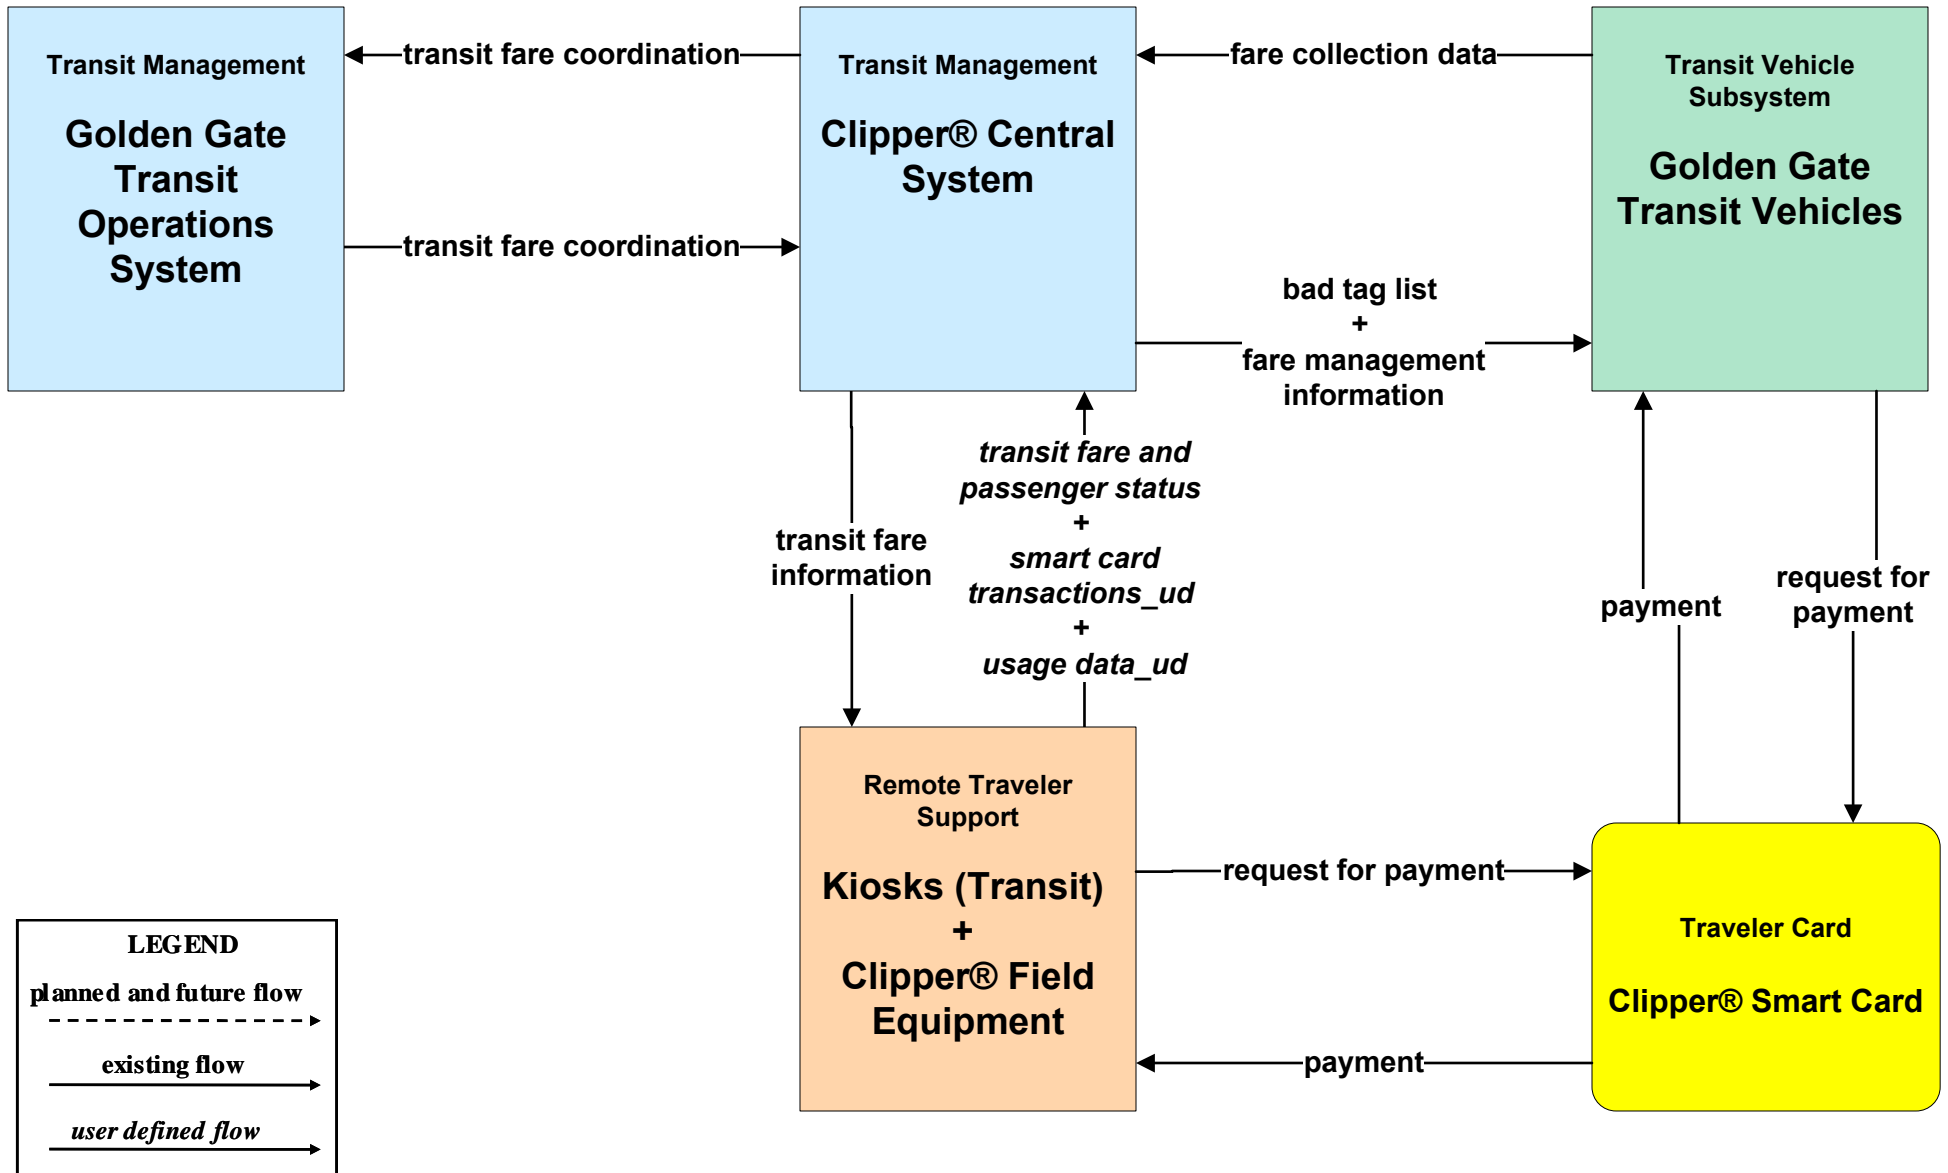 Transit Management
Golden Gate
Transit
Operations
System
transit fare coordination
transit fare coordination
Transit Management
Clipper® Central
System
fare collection data
bad tag list
+
fare management
information
Transit Vehicle
Subsystem
Golden Gate
Transit Vehicles
transit fare
information
transit fare and
passenger status
+
smart card
transactions_ud
+
usage data_ud
payment
request for
payment
Remote Traveler
Support
Kiosks (Transit)
+
Clipper® Field
Equipment
request for payment
payment
Traveler Card
Clipper® Smart Card
LEGEND
planned and future flow
existing flow
user defined flow